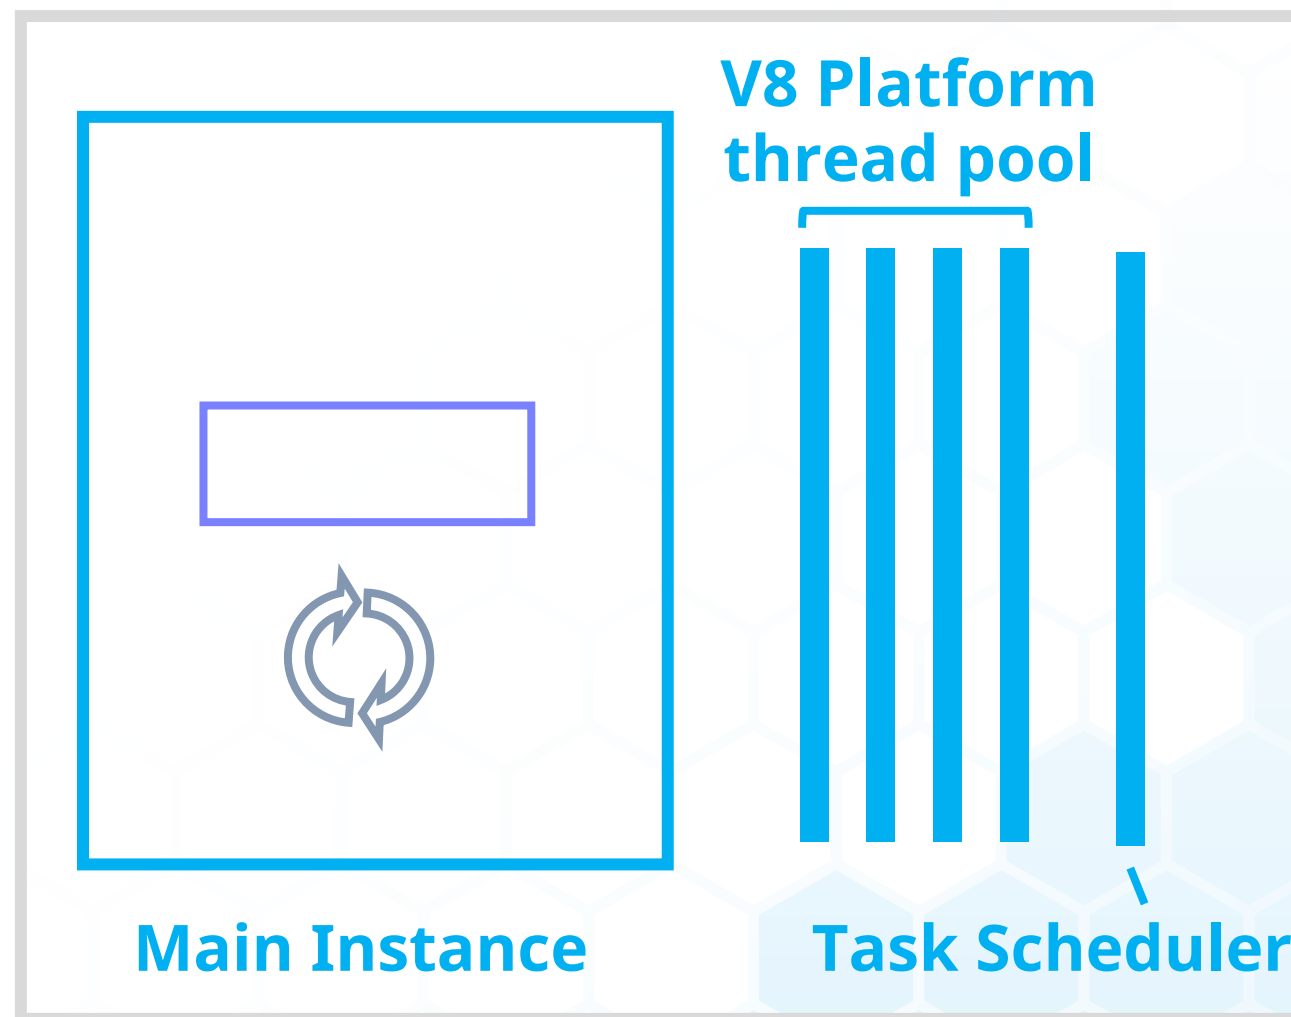 V8 Platform
thread pool
Main Instance
Task Scheduler